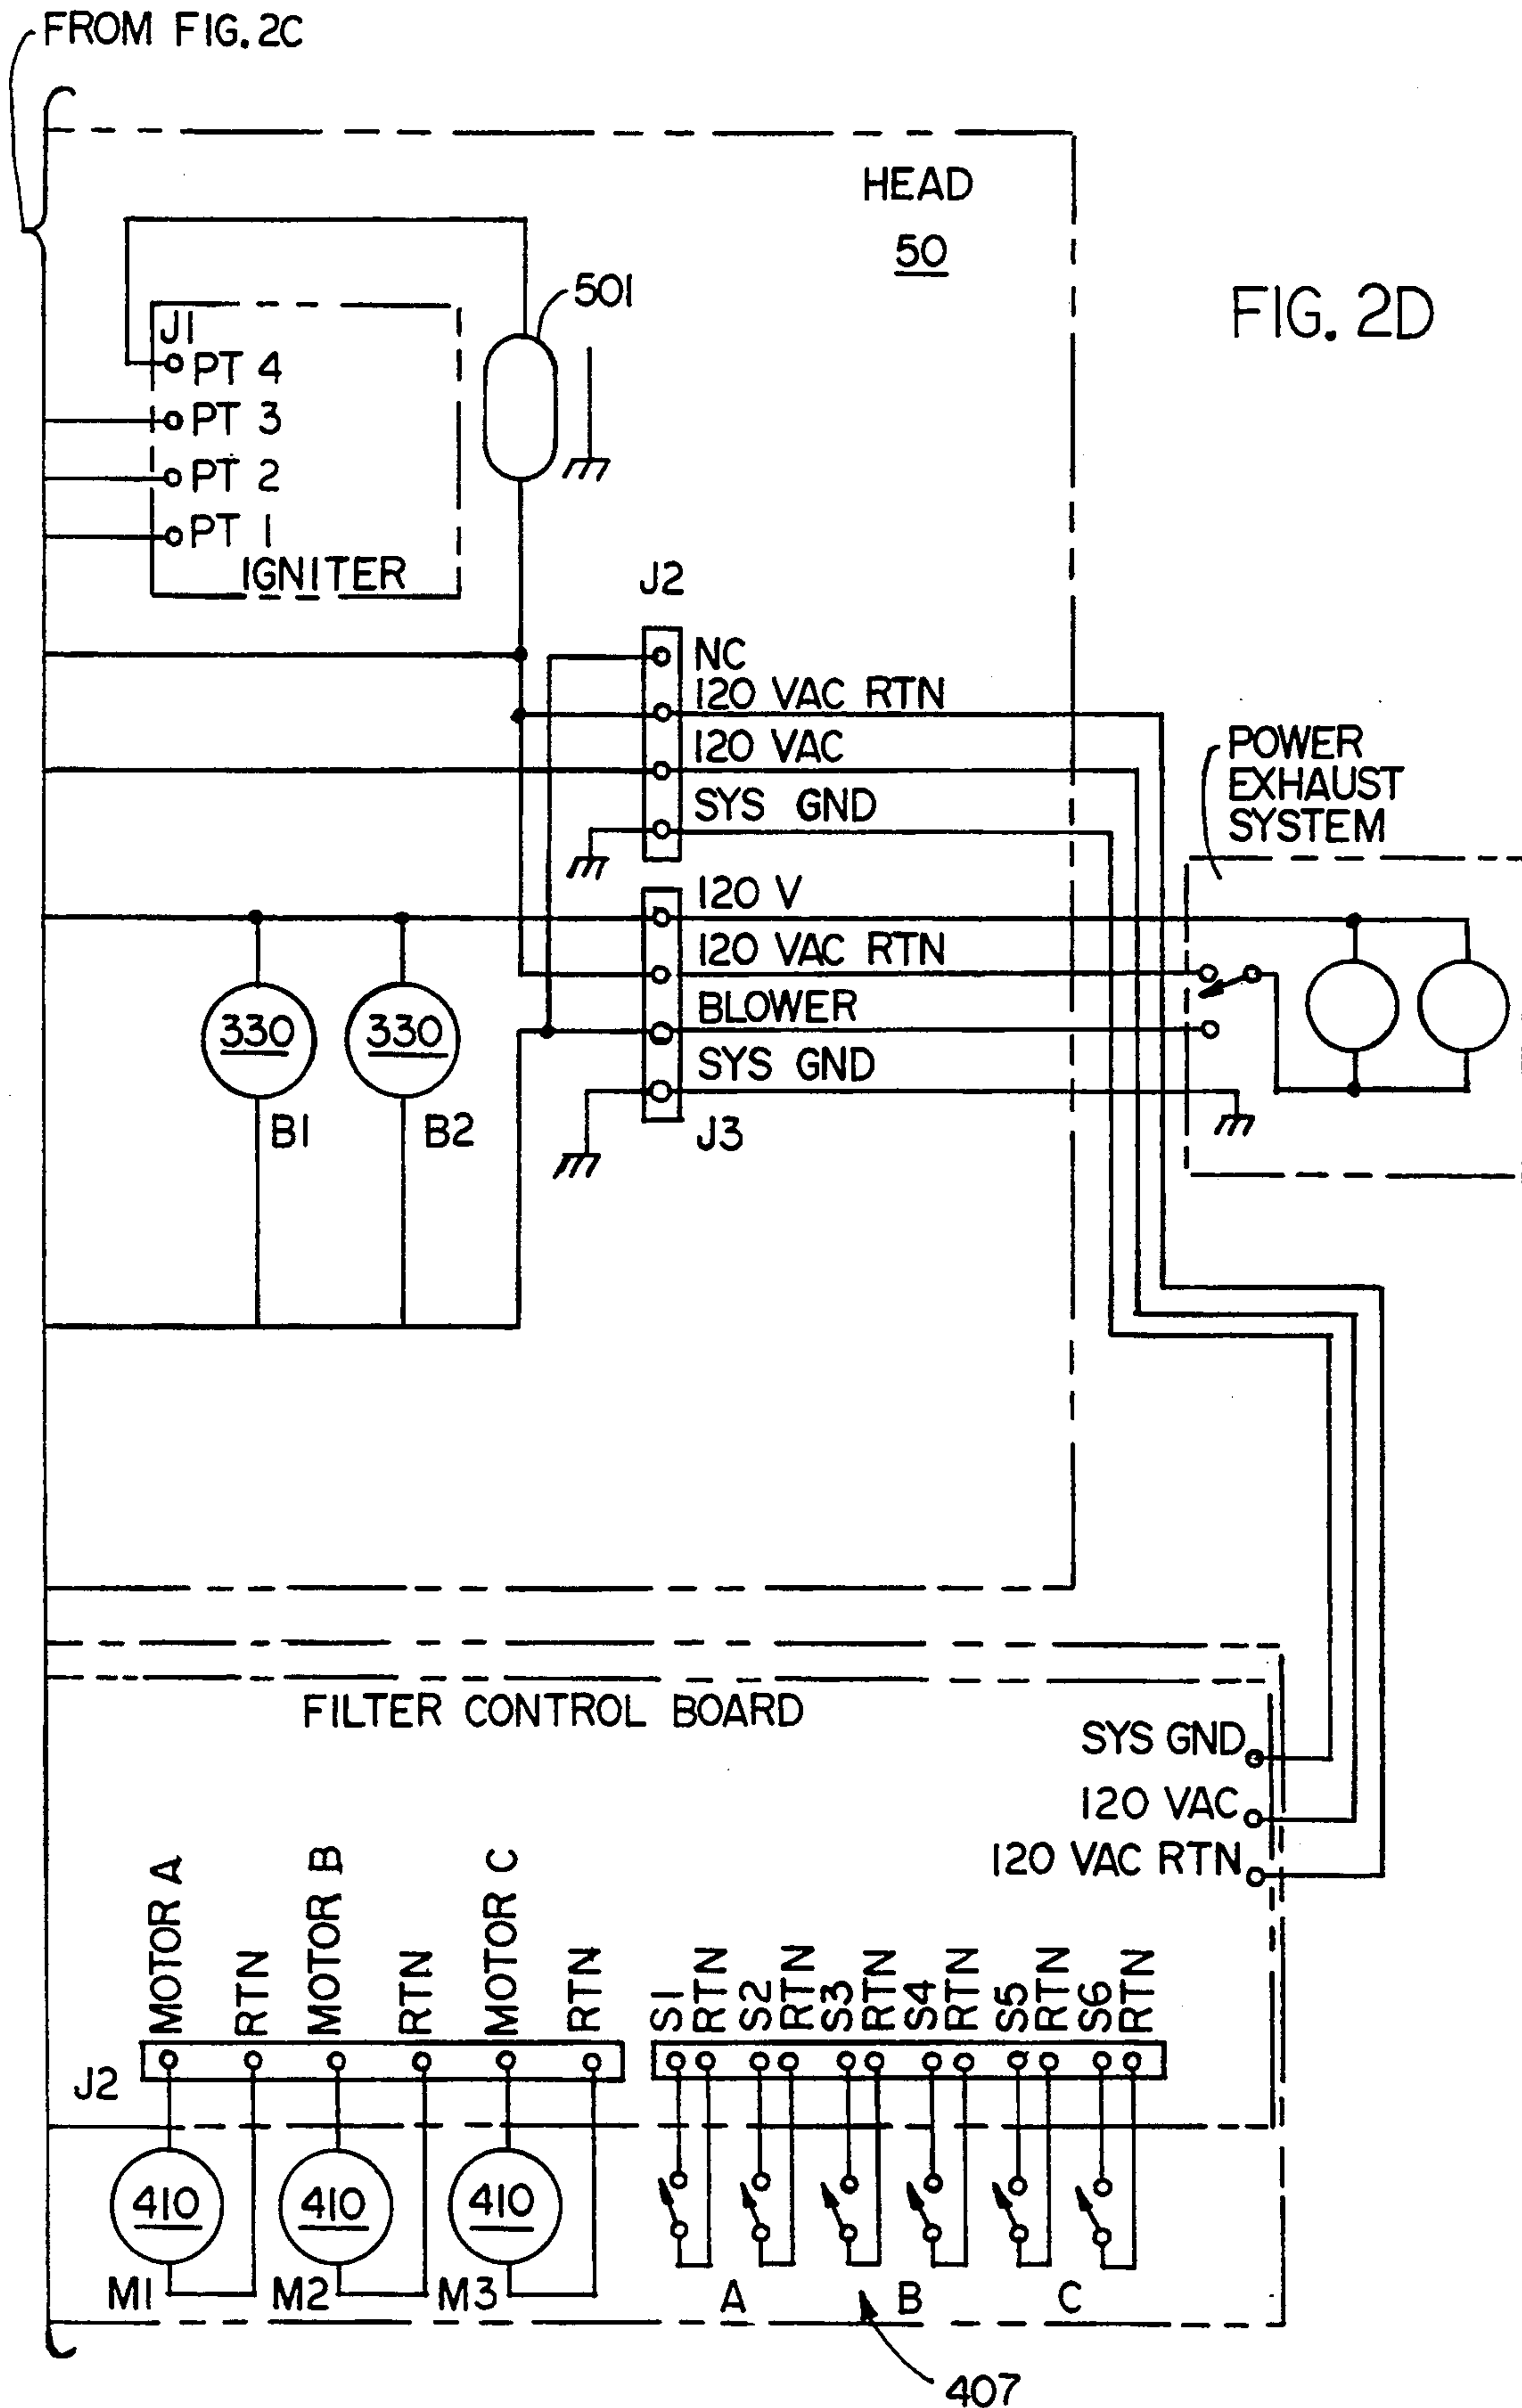 FROM FIG. 2C
HEAD
50
FIG. 2D
501
J1
PT 4
PT 3
PT 2
PT 1
IGNITER
J2
NC
120 VAC RTN
120 VAC
SYS GND
POWER
EXHAUST
SYSTEM
120 V
120 VAC RTN
BLOWER
SYS GND
J3
330
330
B1
B2
FILTER CONTROL BOARD
SYS GND
120 VAC
120 VAC RTN
MOTOR A
RTN
MOTOR B
RTN
MOTOR C
RTN
S1
RTN
S2
RTN
S3
RTN
S4
RTN
S5
RTN
S6
RTN
J2
410
410
410
M1
M2
M3
A
B
C
407